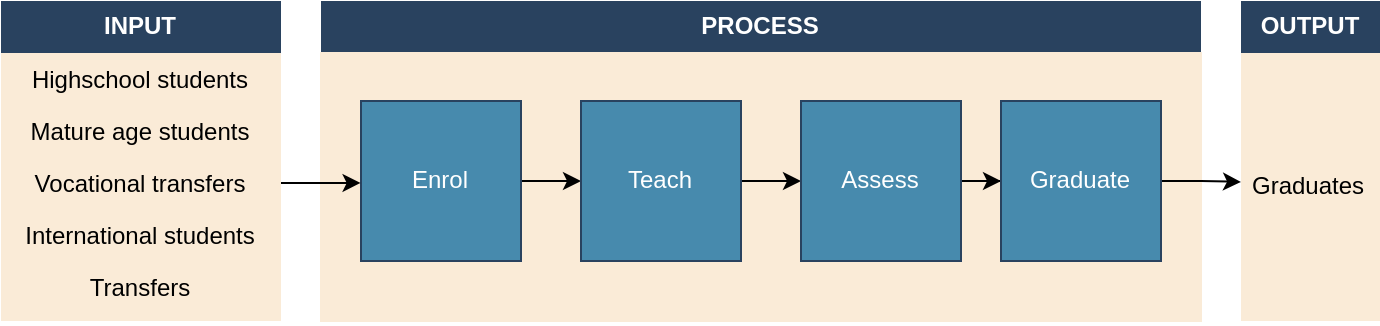 INPUT
Highschool students
Mature age students
Vocational transfers
International students
Transfers
PROCESS
Enrol
Teach
Assess
Graduate
OUTPUT
Graduates